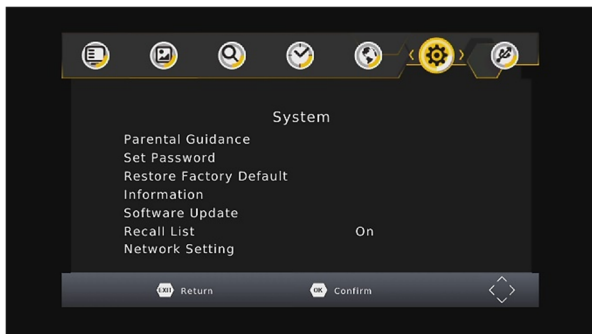 System
Parental Guidance
Set Password
Restore Factory Default
Information
Software Update
Recall List On
Network Setting
EXIT Return OK Confirm